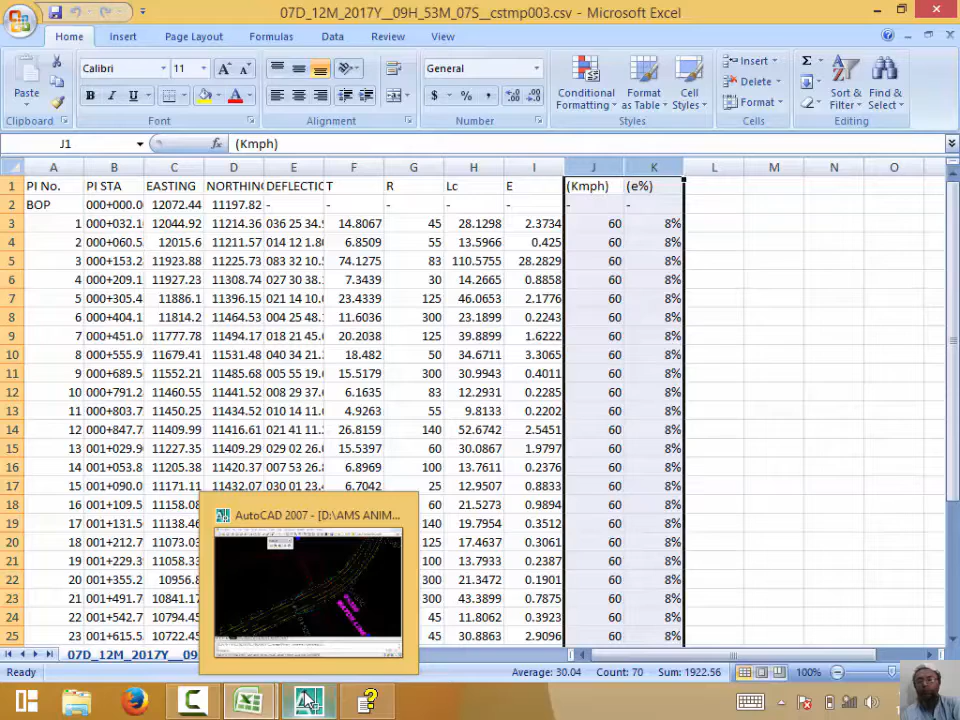 07D_12M_2017Y__09H_53M_07S__cstmp003.csv - Microsoft Excel
Home Insert Page Layout Formulas Data Review View
Calibri 11 A A General Insert Σ
Paste B I U A $ % , Conditional Formatting Format as Table Cell Styles Delete Format Sort & Filter Find & Select
Clipboard Font Alignment Number Styles Cells Editing
J1 fx (Kmph)
A B C D E F G H I J K L M N O
1 PI No. PI STA EASTING NORTHING DEFLECTIC T R Lc E (Kmph) (e%)
2 BOP 000+000.0 12072.44 11197.82 - - - - - - -
3 1 000+032.1 12044.92 11214.36 036 25 34. 14.8067 45 28.1298 2.3734 60 8%
4 2 000+060.5 12015.6 11211.57 014 12 1.8 6.8509 55 13.5966 0.425 60 8%
5 3 000+153.2 11923.88 11225.73 083 32 10. 74.1275 83 110.5755 28.2829 60 8%
6 4 000+209.1 11927.23 11308.74 027 30 38. 7.3439 30 14.2665 0.8858 60 8%
7 5 000+305.4 11886.1 11396.15 021 14 10. 23.4339 125 46.0653 2.1776 60 8%
8 6 000+404.1 11814.2 11464.53 004 25 48. 11.6036 300 23.1899 0.2243 60 8%
9 7 000+451.0 11777.78 11494.17 018 21 45. 20.2038 125 39.8899 1.6222 60 8%
10 8 000+555.9 11679.41 11531.48 040 34 21. 18.482 50 34.6711 3.3065 60 8%
11 9 000+689.5 11552.21 11485.68 005 55 19. 15.5179 300 30.9943 0.4011 60 8%
12 10 000+791.2 11460.55 11441.52 008 29 37. 6.1635 83 12.2931 0.2285 60 8%
13 11 000+803.7 11450.25 11434.52 010 14 11. 4.9263 55 9.8133 0.2202 60 8%
14 12 000+847.7 11409.99 11416.61 021 41 11. 26.8159 140 52.6742 2.5451 60 8%
15 13 001+029.9 11227.35 11409.29 029 02 26. 15.5397 60 30.0867 1.9797 60 8%
16 14 001+053.8 11205.38 11420.37 007 53 26. 6.8969 100 13.7611 0.2376 60 8%
17 15 001+090.0 11171.11 11432.07 030 01 23. 6.7042 25 12.9507 0.8833 60 8%
18 16 001+109.5 11158.08 60 21.5273 0.9894 60 8%
19 17 001+131.5 11138.46 140 19.7954 0.3512 60 8%
20 18 001+212.7 11073.03 60 17.4637 0.3061 60 8%
21 19 001+229.3 11058.33 100 13.7933 0.2387 60 8%
22 20 001+355.2 10956.8 300 21.3472 0.1901 60 8%
23 21 001+491.7 10841.17 300 43.3899 0.7875 60 8%
24 22 001+542.7 10794.45 11.8062 0.3923 60 8%
25 23 001+615.5 10722.45 45 30.8863 2.9096 60 8%
AutoCAD 2007 - [D:\AMS ANIM...
07D_12M_2017Y__09
Ready Average: 30.04 Count: 70 Sum: 1922.56 100%